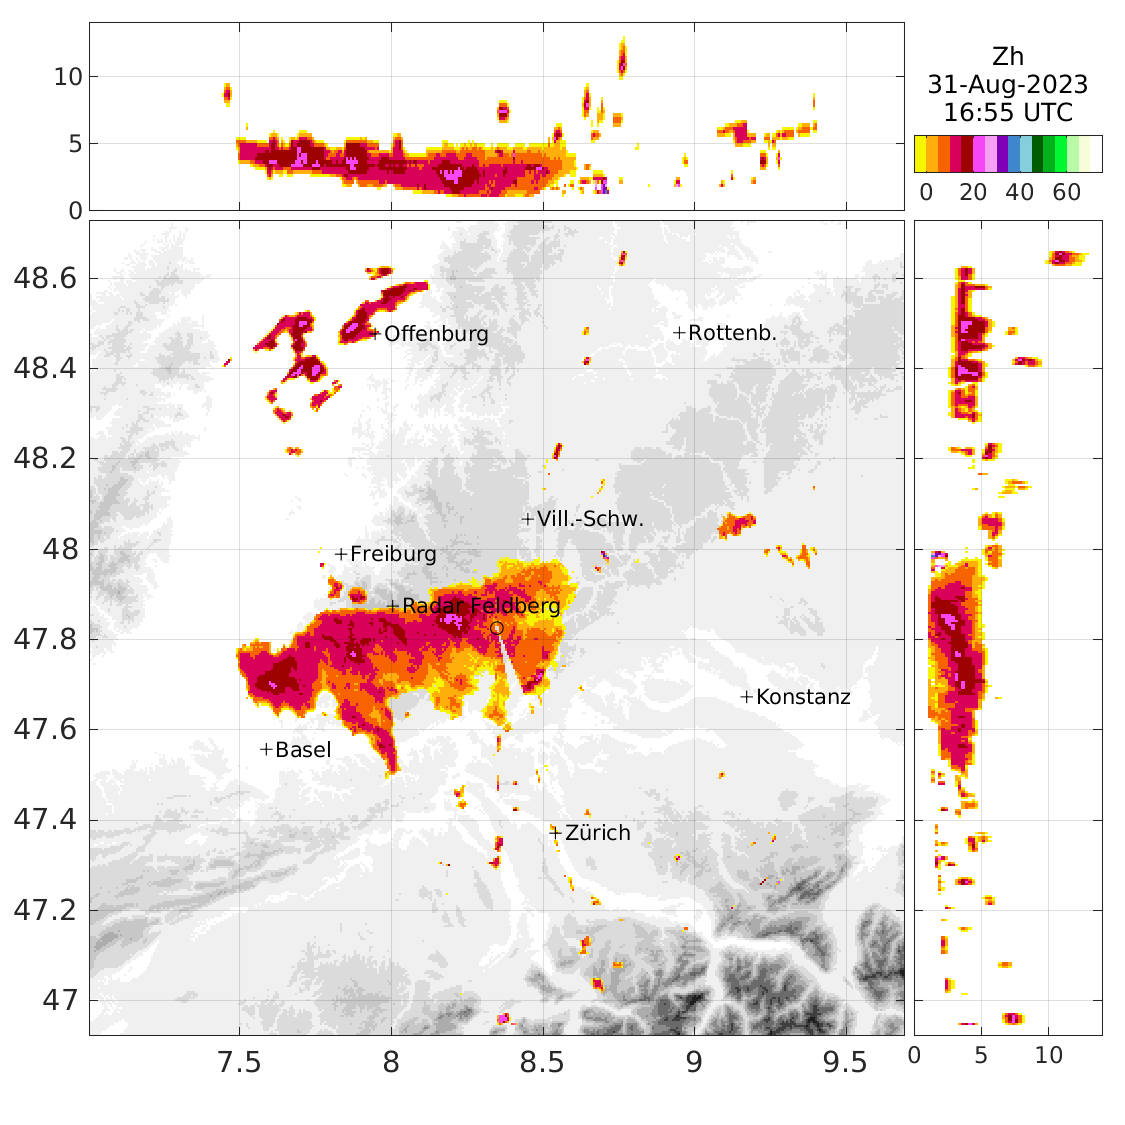 10
5
0
Zh
31-Aug-2023
16:55 UTC
0 20 40 60
48.6
48.4
48.2
48
47.8
47.6
47.4
47.2
47
Offenburg
Rottenb.
Vill.-Schw.
Freiburg
Radar Feldberg
Konstanz
Basel
Zürich
7.5 8 8.5 9 9.5
0 5 10